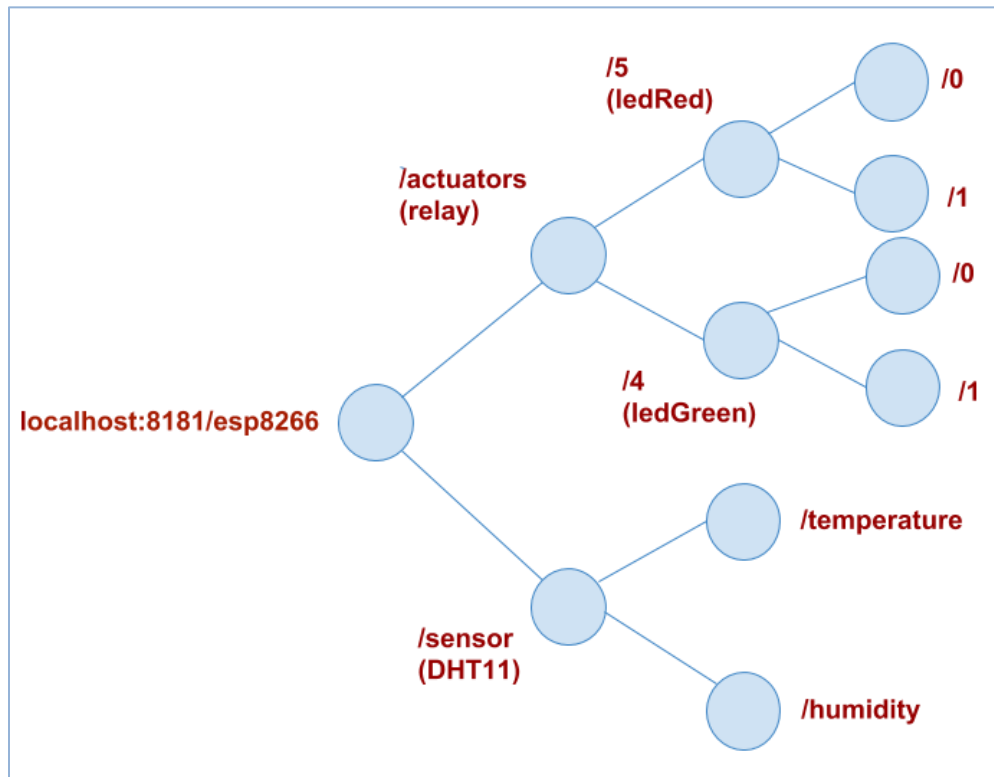 localhost:8181/esp8266
/actuators
(relay)
/5
(ledRed)
/0
/1
/4
(ledGreen)
/0
/1
/sensor
(DHT11)
/temperature
/humidity